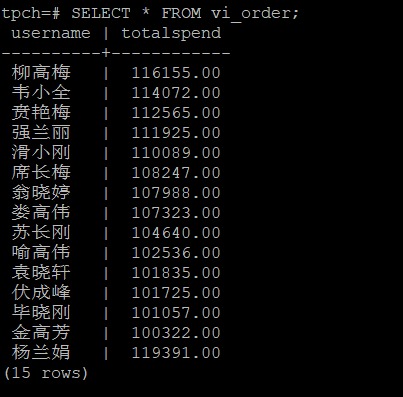 tpch=# SELECT * FROM vi_order;
username | totalspend
----------+------------
柳高梅 | 116155.00
韦小全 | 114072.00
贲艳梅 | 112565.00
强兰丽 | 111925.00
滑小刚 | 110089.00
席长梅 | 108247.00
翁晓婷 | 107988.00
娄高伟 | 107323.00
苏长刚 | 104640.00
喻高伟 | 102536.00
袁晓轩 | 101835.00
伏成峰 | 101725.00
毕晓刚 | 101057.00
金高芳 | 100322.00
杨兰娟 | 119391.00
(15 rows)